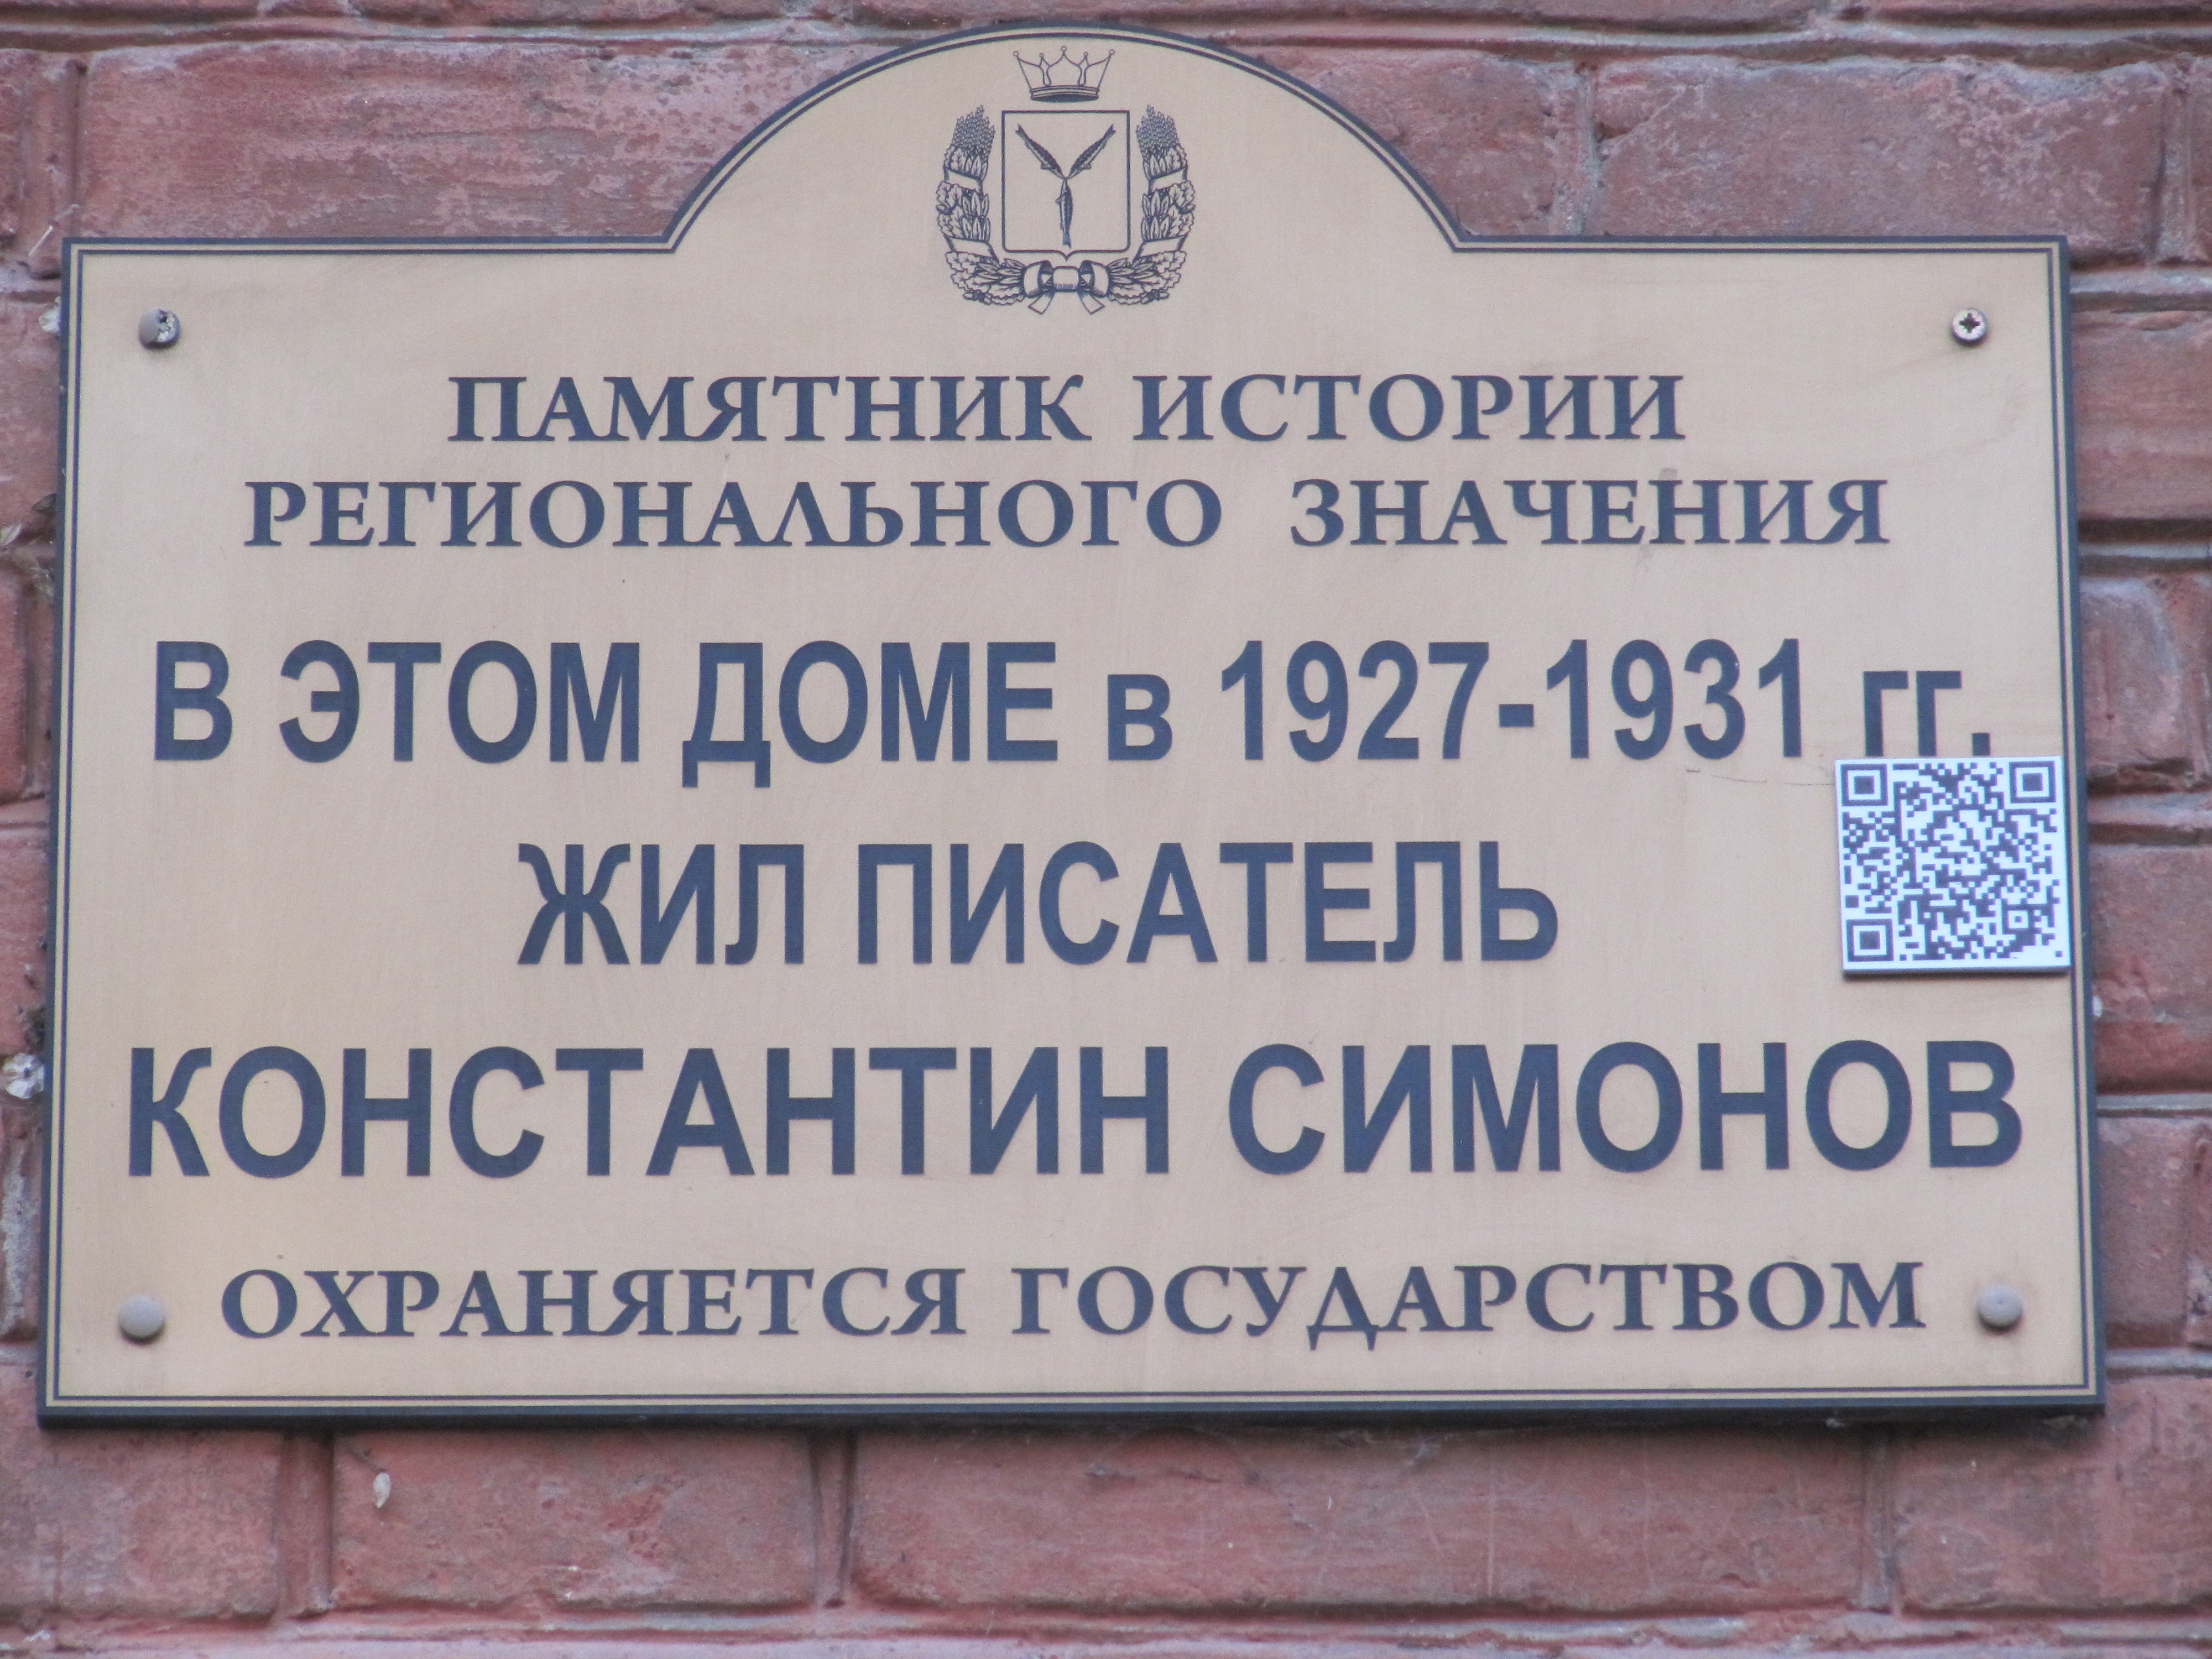 ПАМЯТНИК ИСТОРИИ
РЕГИОНАЛЬНОГО ЗНАЧЕНИЯ
В ЭТОМ ДОМЕ в 1927-1931 гг.
ЖИЛ ПИСАТЕЛЬ
КОНСТАНТИН СИМОНОВ
ОХРАНЯЕТСЯ ГОСУДАРСТВОМ